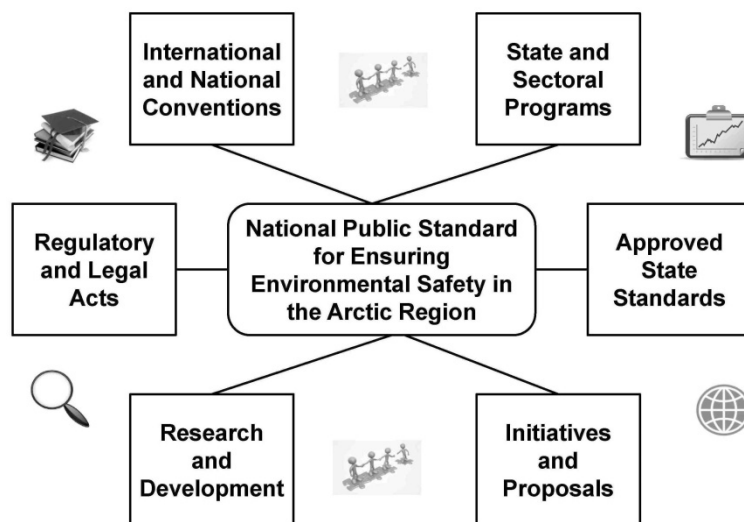 International
and National
Conventions
State and
Sectoral
Programs
Regulatory
and Legal
Acts
National Public Standard
for Ensuring
Environmental Safety in
the Arctic Region
Approved
State
Standards
Research
and
Development
Initiatives
and
Proposals